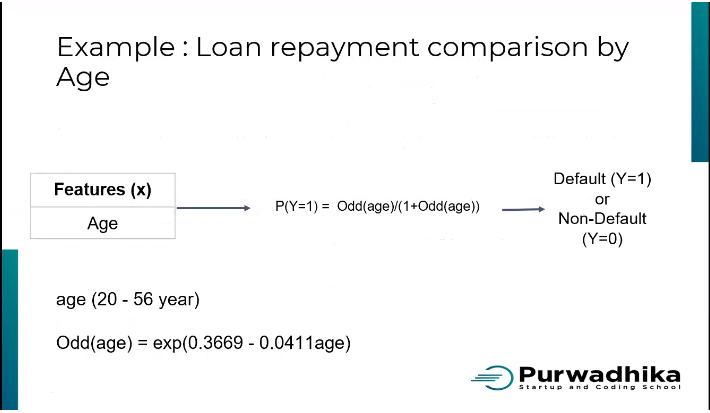 Example : Loan repayment comparison by
Age
Features (x)
Age
P(Y=1) = Odd(age)/(1+Odd(age))
Default (Y=1)
or
Non-Default
(Y=0)
age (20 - 56 year)
Odd(age) = exp(0.3669 - 0.0411age)
Purwadhika
Startup and Coding School